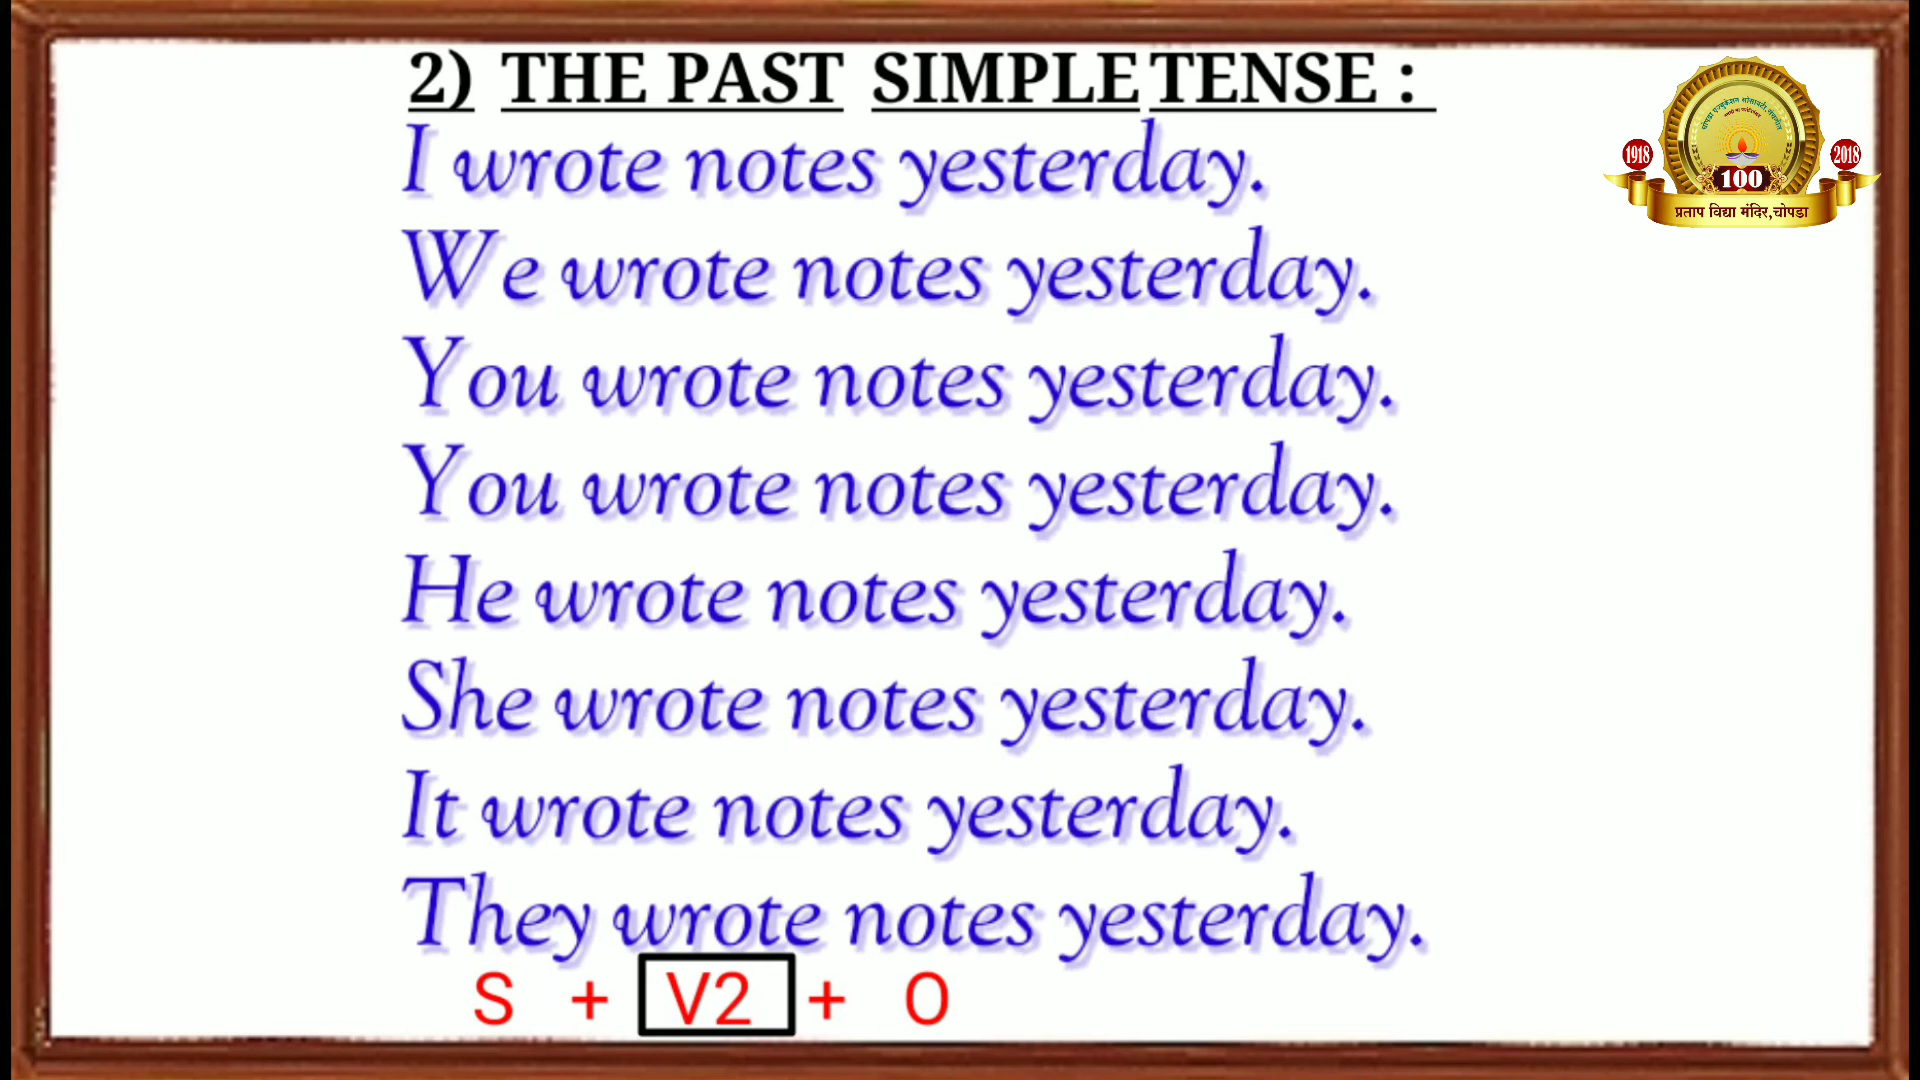 2) THE PAST SIMPLE TENSE :
I wrote notes yesterday.
We wrote notes yesterday.
You wrote notes yesterday.
You wrote notes yesterday.
He wrote notes yesterday.
She wrote notes yesterday.
It wrote notes yesterday.
They wrote notes yesterday.
S + V2 + O
1918
2018
100
प्रताप विद्या मंदिर,चोपडा